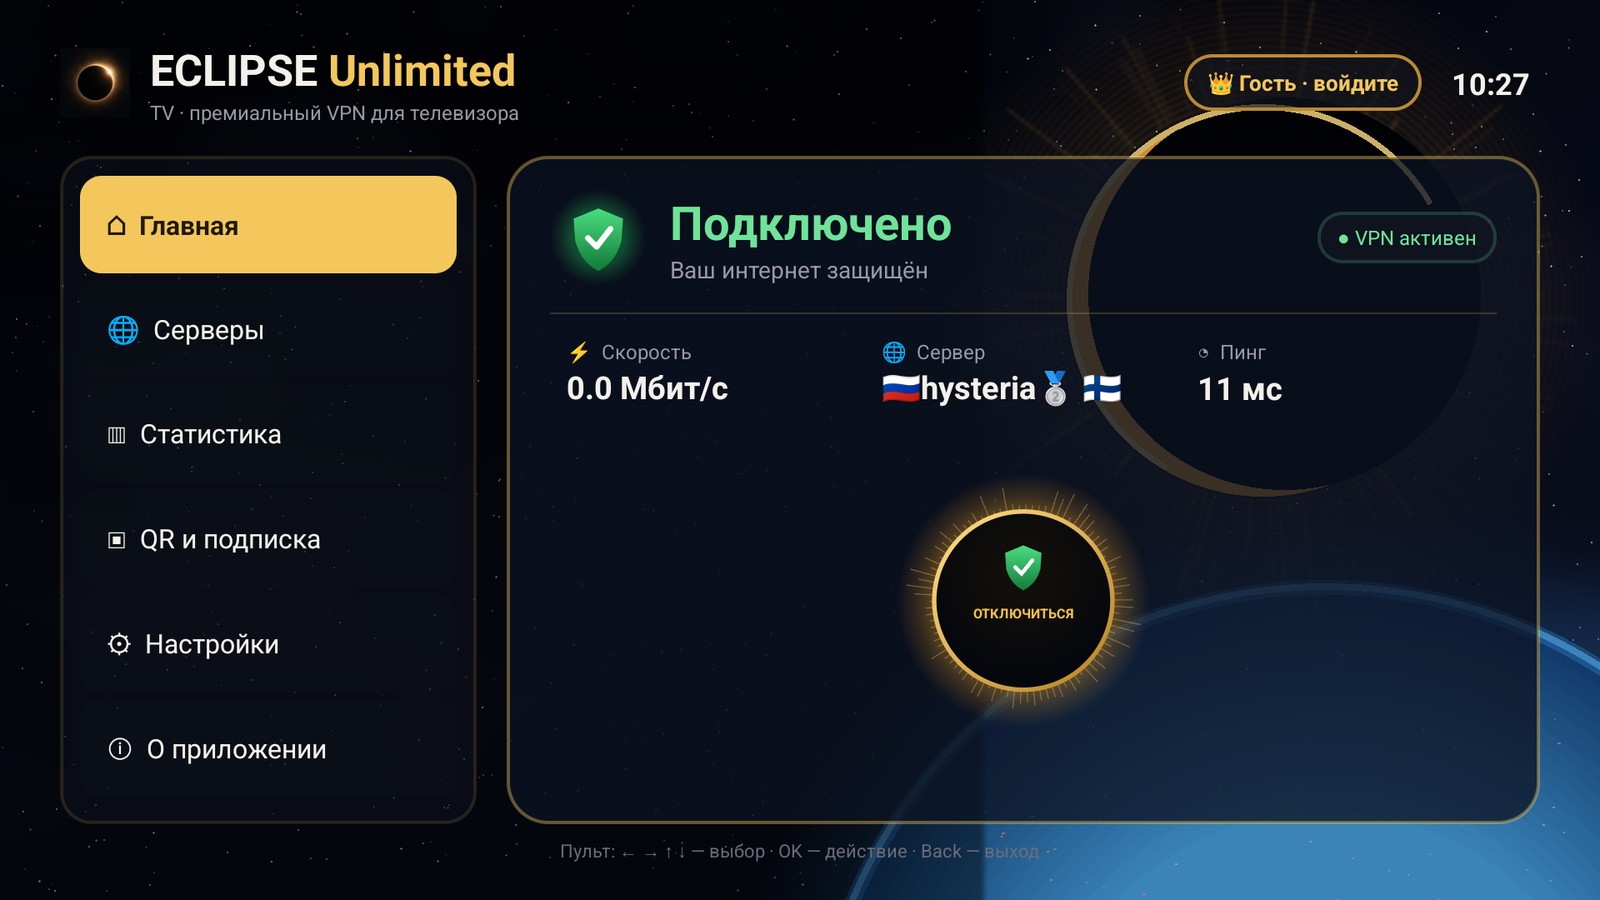 ECLIPSE Unlimited
TV · премиальный VPN для телевизора
👑 Гость · войдите
10:27
Главная
Серверы
Статистика
QR и подписка
Настройки
О приложении
Подключено
Ваш интернет защищён
● VPN активен
⚡ Скорость
0.0 Мбит/с
🌐 Сервер
🇷🇺hysteria🥈 🇫🇮
Пинг
11 мс
ОТКЛЮЧИТЬСЯ
Пульт: ← → ↑ ↓ — выбор · OK — действие · Back — выход